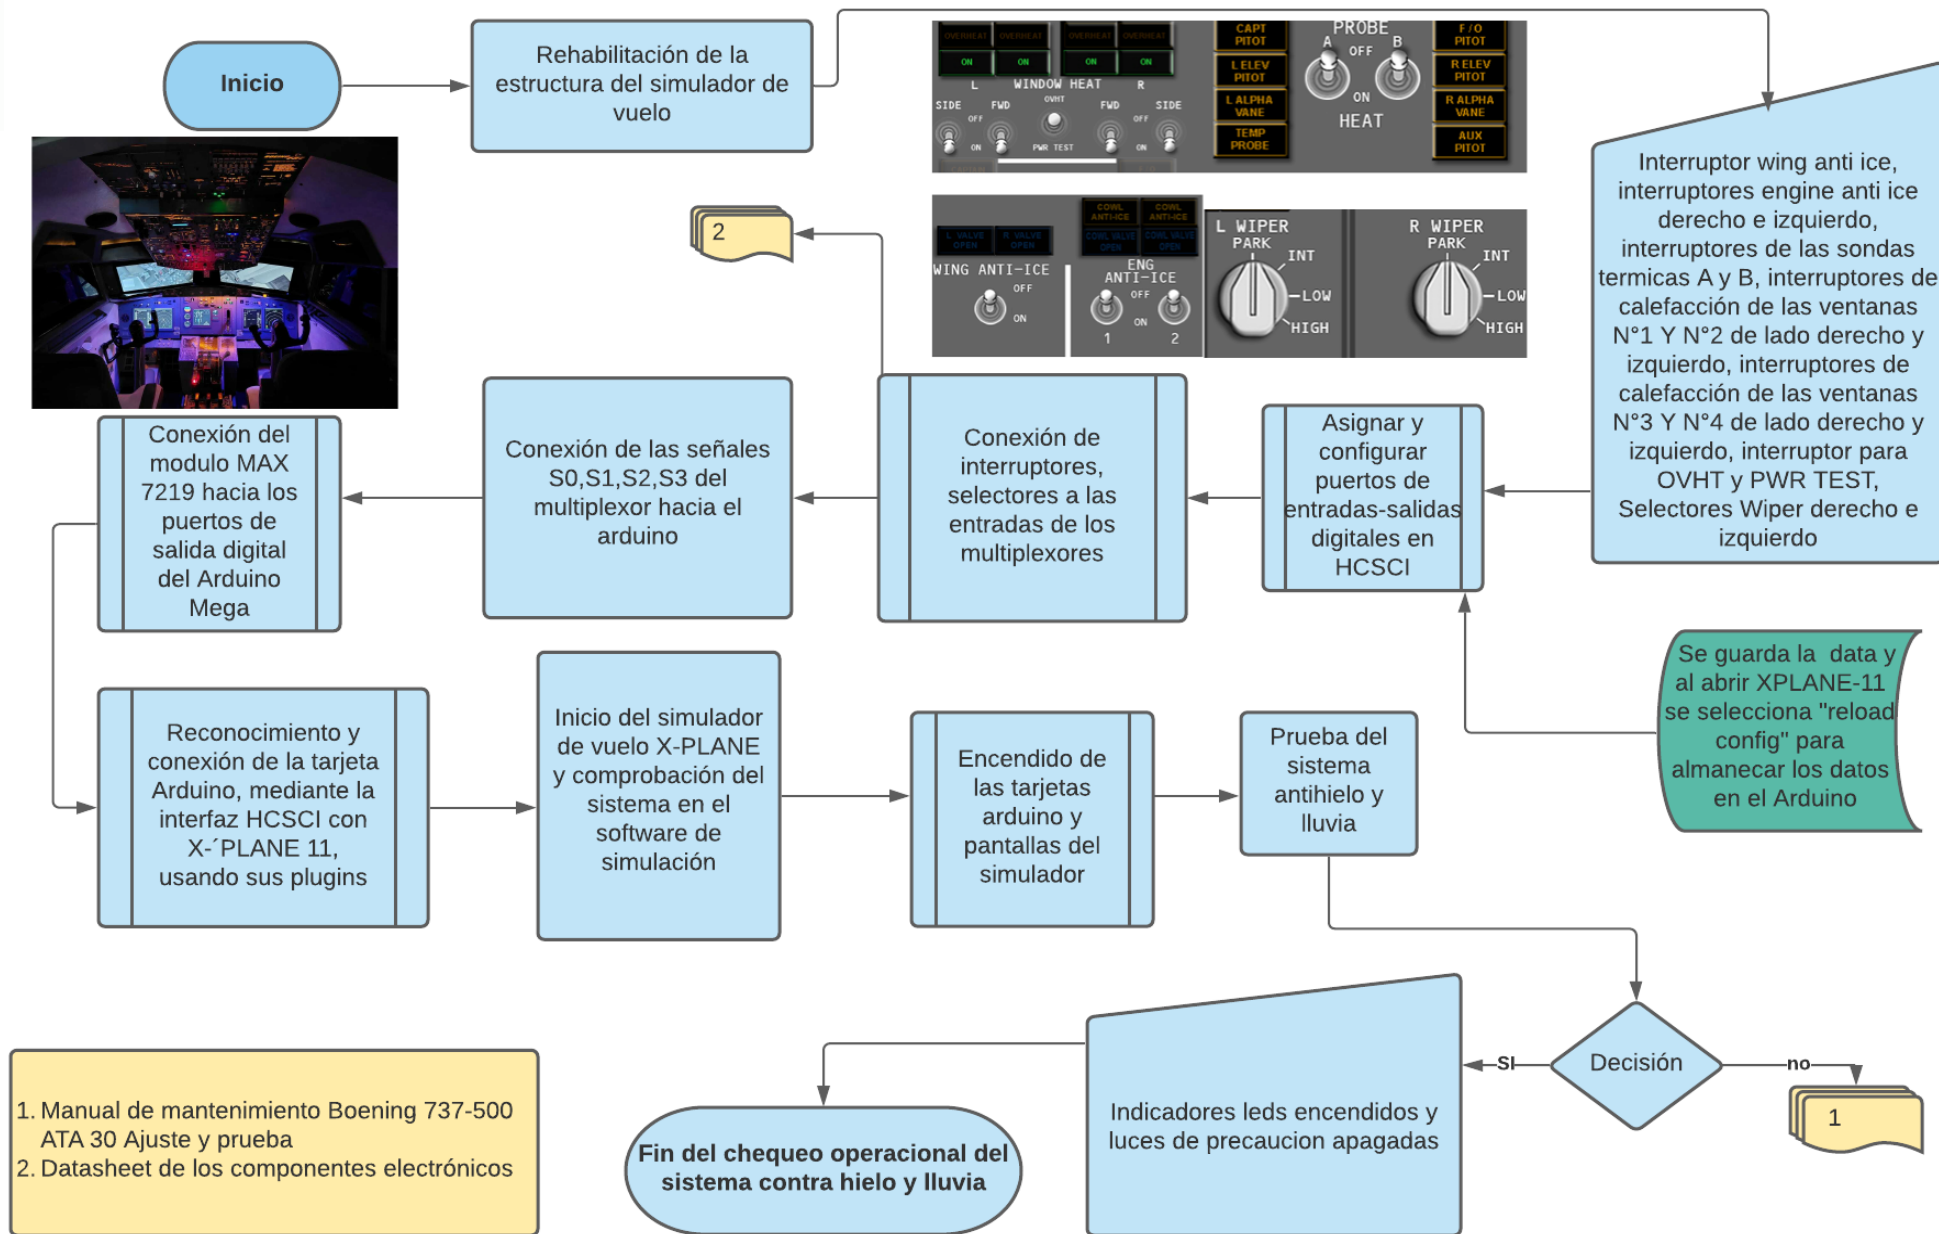 Inicio
Rehabilitación de la
estructura del simulador de
vuelo
OVERHEAT OVERHEAT OVERHEAT OVERHEAT
ON ON ON ON
L WINDOW HEAT R
SIDE FWD OVHT FWD SIDE
OFF OFF
ON PWR TEST ON
CAPT
PITOT
L ELEV
PITOT
L ALPHA
VANE
TEMP
PROBE
PROBE
A OFF B
ON
HEAT
F/O
PITOT
R ELEV
PITOT
R ALPHA
VANE
AUX
PITOT
L VALVE
OPEN
R VALVE
OPEN
WING ANTI-ICE
OFF
ON
COWL
ANTI-ICE
COWL
ANTI-ICE
COWL VALVE
OPEN
COWL VALVE
OPEN
ENG
ANTI-ICE
OFF
ON
1 2
L WIPER
PARK
INT
LOW
HIGH
R WIPER
PARK
INT
LOW
HIGH
Interruptor wing anti ice,
interruptores engine anti ice
derecho e izquierdo,
interruptores de las sondas
termicas A y B, interruptores de
calefacción de las ventanas
N°1 Y N°2 de lado derecho y
izquierdo, interruptores de
calefacción de las ventanas
N°3 Y N°4 de lado derecho y
izquierdo, interruptor para
OVHT y PWR TEST,
Selectores Wiper derecho e
izquierdo
2
Asignar y
configurar
puertos de
entradas-salidas
digitales en
HCSCI
Conexión de
interruptores,
selectores a las
entradas de los
multiplexores
Conexión de las señales
S0,S1,S2,S3 del
multiplexor hacia el
arduino
Conexión del
modulo MAX
7219 hacia los
puertos de
salida digital
del Arduino
Mega
Se guarda la data y
al abrir XPLANE-11
se selecciona "reload
config" para
almanecar los datos
en el Arduino
Reconocimiento y
conexión de la tarjeta
Arduino, mediante la
interfaz HCSCI con
X-´PLANE 11,
usando sus plugins
Inicio del simulador
de vuelo X-PLANE
y comprobación del
sistema en el
software de
simulación
Encendido de
las tarjetas
arduino y
pantallas del
simulador
Prueba del
sistema
antihielo y
lluvia
Decisión
SI
no
1
Indicadores leds encendidos y
luces de precaucion apagadas
Fin del chequeo operacional del
sistema contra hielo y lluvia
1. Manual de mantenimiento Boening 737-500
ATA 30 Ajuste y prueba
2. Datasheet de los componentes electrónicos